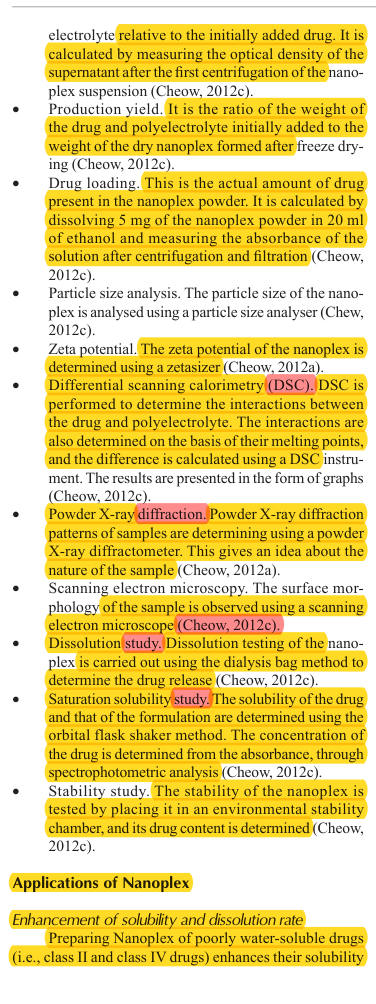 electrolyte relative to the initially added drug. It is
calculated by measuring the optical density of the
supernatant after the first centrifugation of the nano-
plex suspension (Cheow, 2012c).
• Production yield. It is the ratio of the weight of
the drug and polyelectrolyte initially added to the
weight of the dry nanoplex formed after freeze dry-
ing (Cheow, 2012c).
• Drug loading. This is the actual amount of drug
present in the nanoplex powder. It is calculated by
dissolving 5 mg of the nanoplex powder in 20 ml
of ethanol and measuring the absorbance of the
solution after centrifugation and filtration (Cheow,
2012c).
• Particle size analysis. The particle size of the nano-
plex is analysed using a particle size analyser (Chew,
2012c).
• Zeta potential. The zeta potential of the nanoplex is
determined using a zetasizer (Cheow, 2012a).
• Differential scanning calorimetry (DSC). DSC is
performed to determine the interactions between
the drug and polyelectrolyte. The interactions are
also determined on the basis of their melting points,
and the difference is calculated using a DSC instru-
ment. The results are presented in the form of graphs
(Cheow, 2012c).
• Powder X-ray diffraction. Powder X-ray diffraction
patterns of samples are determining using a powder
X-ray diffractometer. This gives an idea about the
nature of the sample (Cheow, 2012a).
• Scanning electron microscopy. The surface mor-
phology of the sample is observed using a scanning
electron microscope (Cheow, 2012c).
• Dissolution study. Dissolution testing of the nano-
plex is carried out using the dialysis bag method to
determine the drug release (Cheow, 2012c).
• Saturation solubility study. The solubility of the drug
and that of the formulation are determined using the
orbital flask shaker method. The concentration of
the drug is determined from the absorbance, through
spectrophotometric analysis (Cheow, 2012c).
• Stability study. The stability of the nanoplex is
tested by placing it in an environmental stability
chamber, and its drug content is determined (Cheow,
2012c).
Applications of Nanoplex
Enhancement of solubility and dissolution rate
Preparing Nanoplex of poorly water-soluble drugs
(i.e., class II and class IV drugs) enhances their solubility